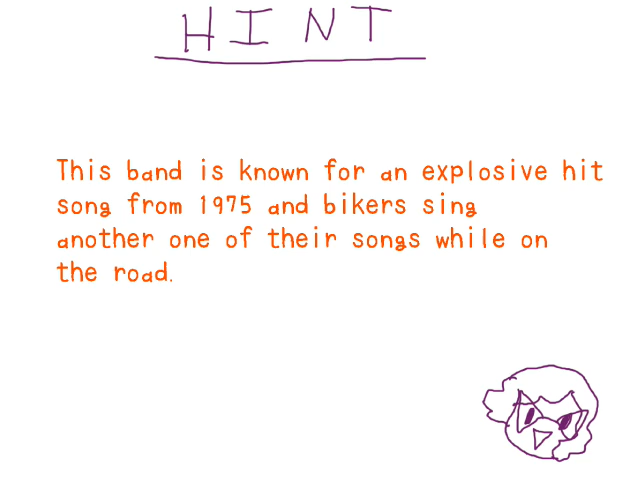 HINT
This band is known for an explosive hit
song from 1975 and bikers sing
another one of their songs while on
the road.